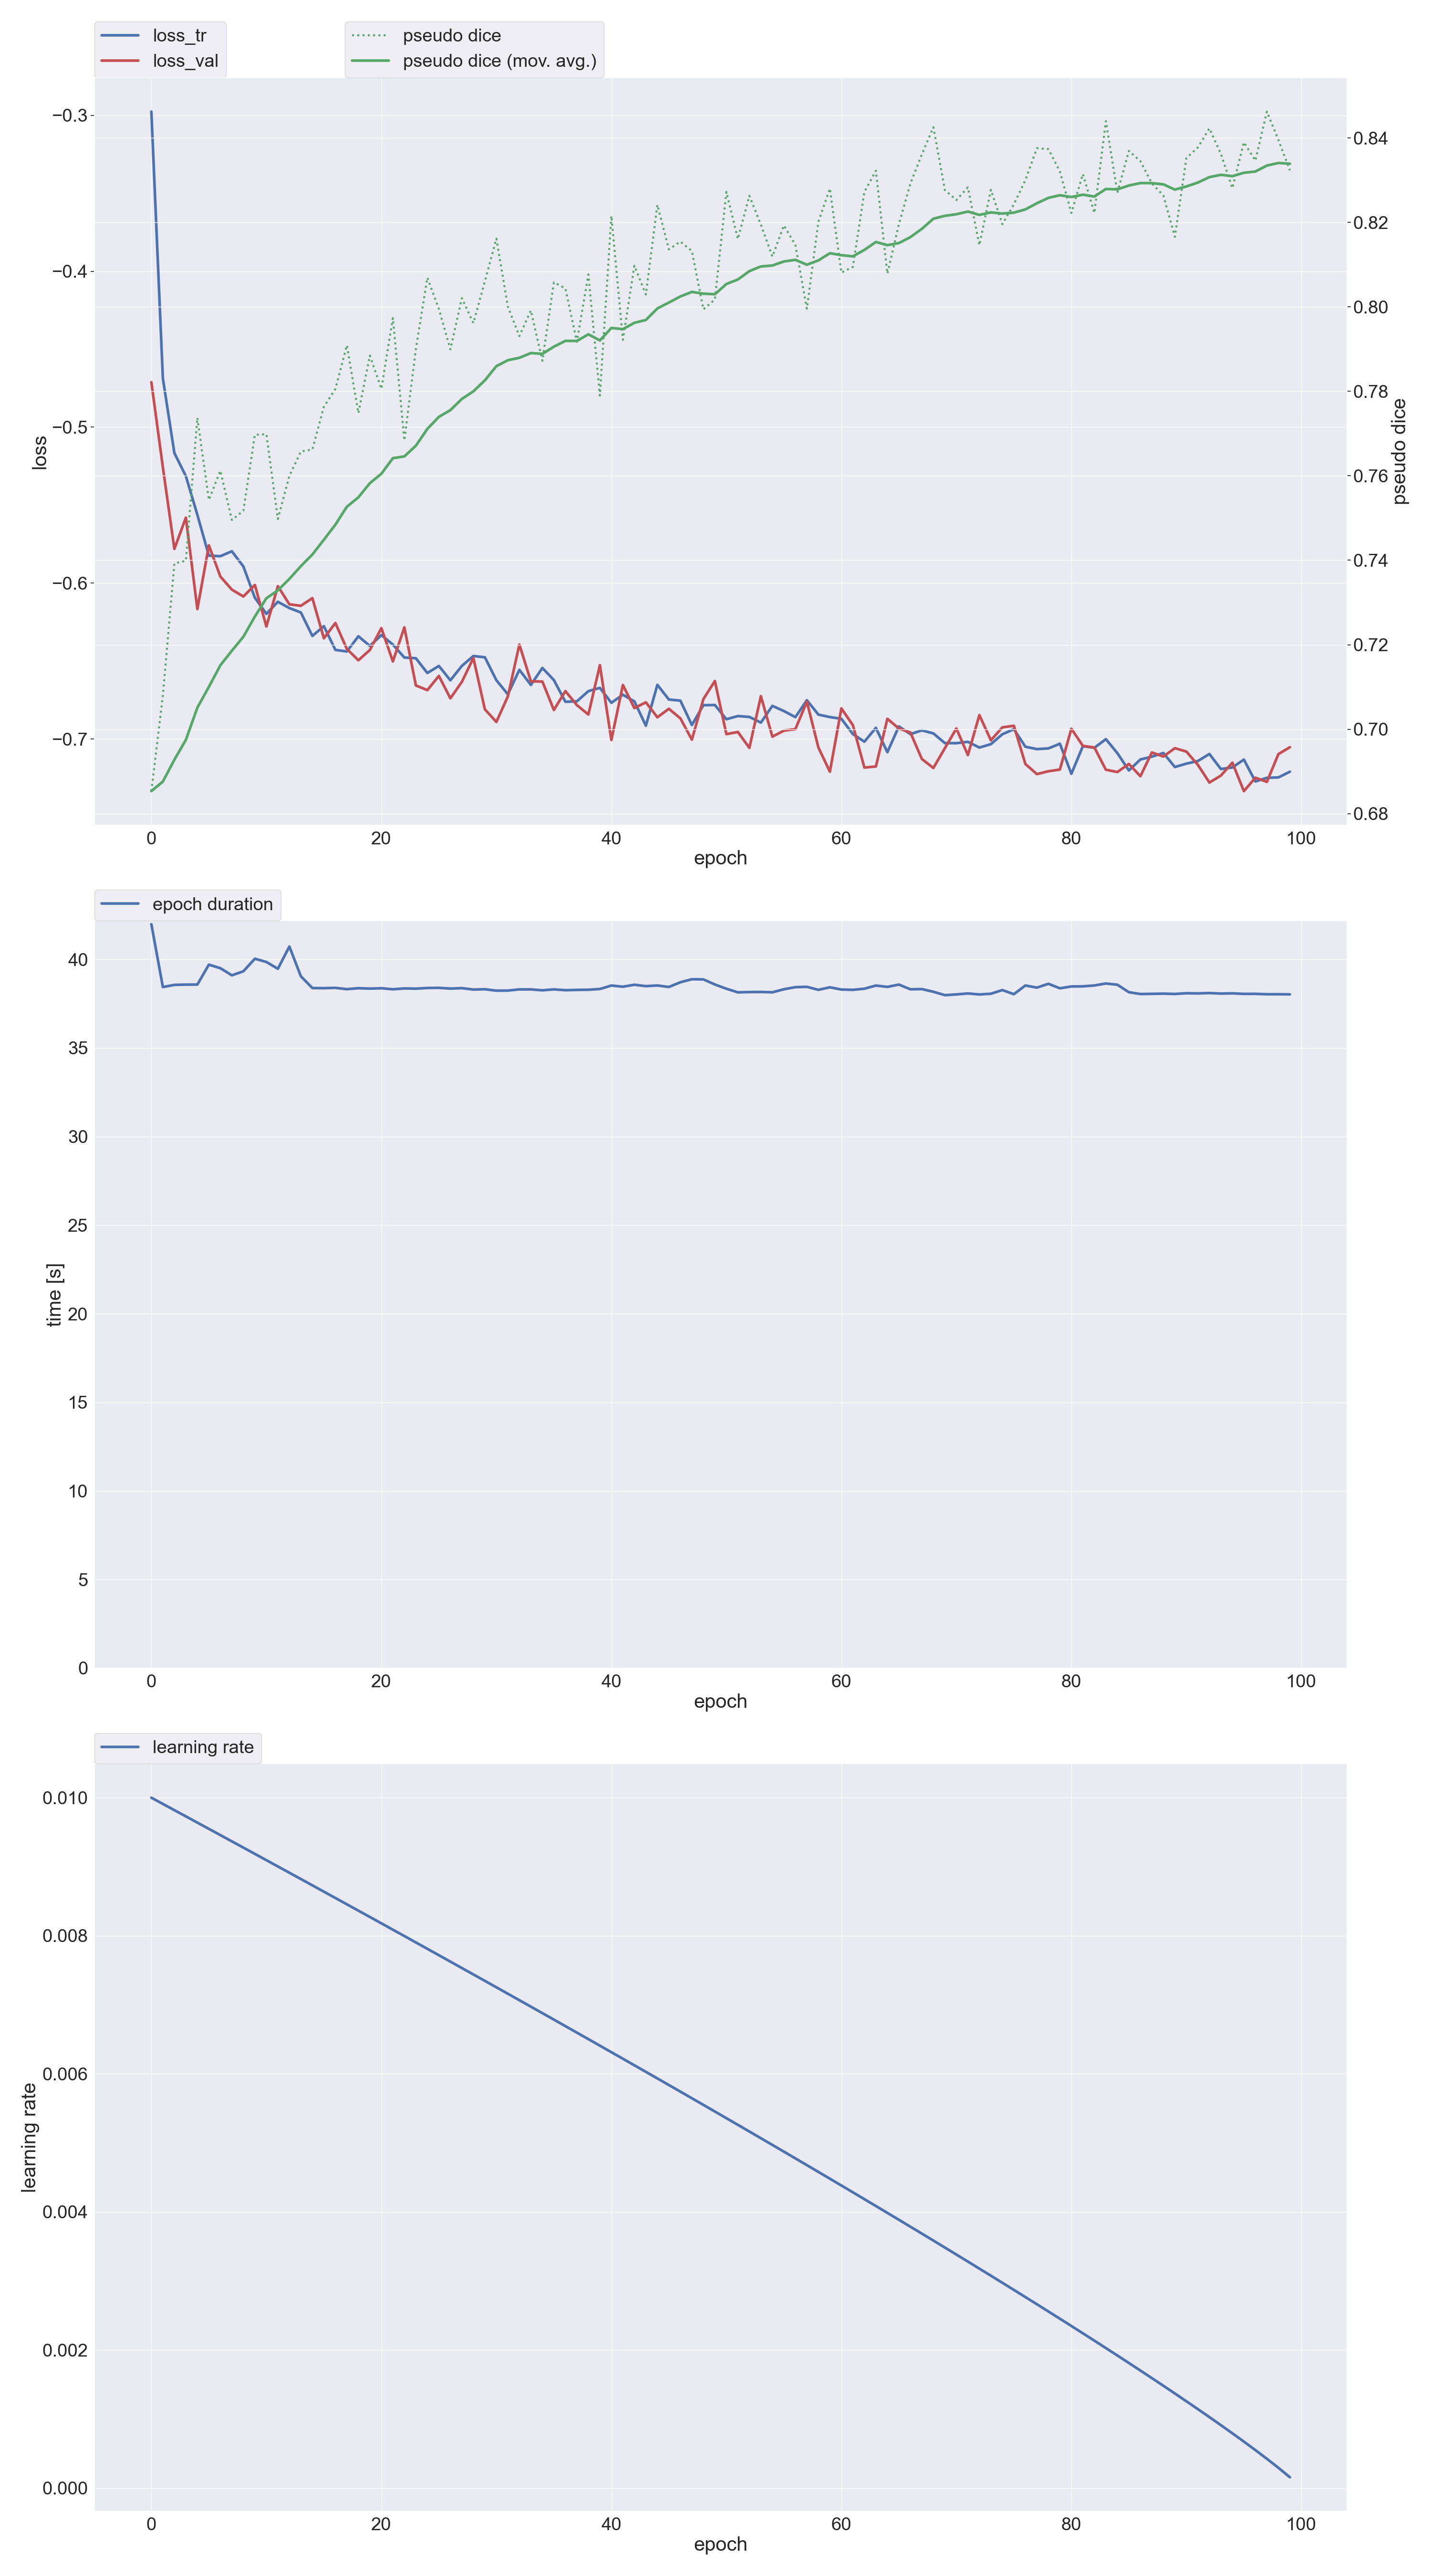 loss_tr
loss_val
pseudo dice
pseudo dice (mov. avg.)
−0.3
−0.4
−0.5
−0.6
−0.7
loss
0.84
0.82
0.80
0.78
0.76
0.74
0.72
0.70
0.68
pseudo dice
0 20 40 60 80 100
epoch
epoch duration
40
35
30
25
20
15
10
5
0
time [s]
0 20 40 60 80 100
epoch
learning rate
0.010
0.008
0.006
0.004
0.002
0.000
learning rate
0 20 40 60 80 100
epoch